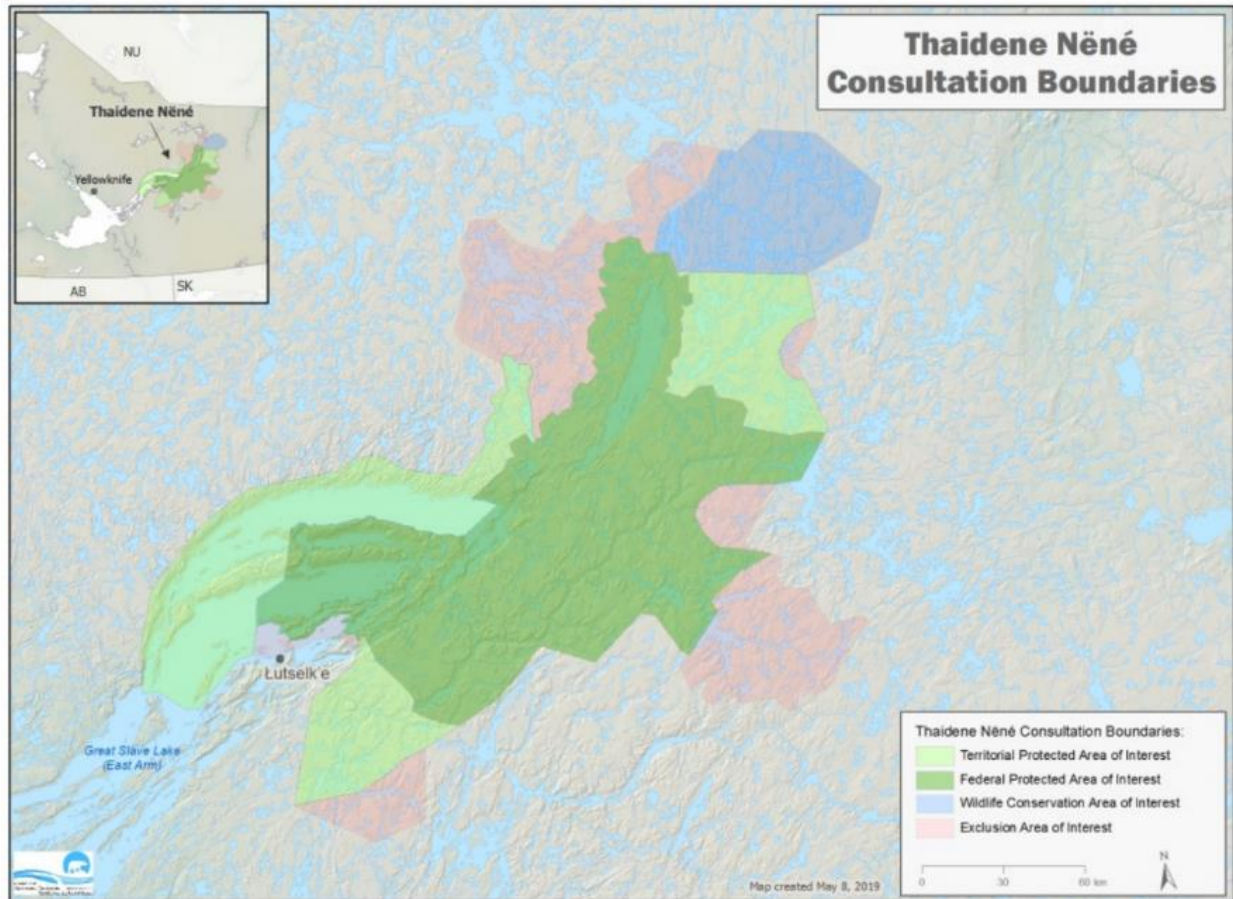 Thaidene Nëné
Consultation Boundaries
NU
Thaidene Nëné
Yellowknife
AB
SK
Łutselk'e
Great Slave Lake
(East Arm)
Thaidene Nëné Consultation Boundaries:
Territorial Protected Area of Interest
Federal Protected Area of Interest
Wildlife Conservation Area of Interest
Exclusion Area of Interest
N
0 30 60 km
Map created May 8, 2019